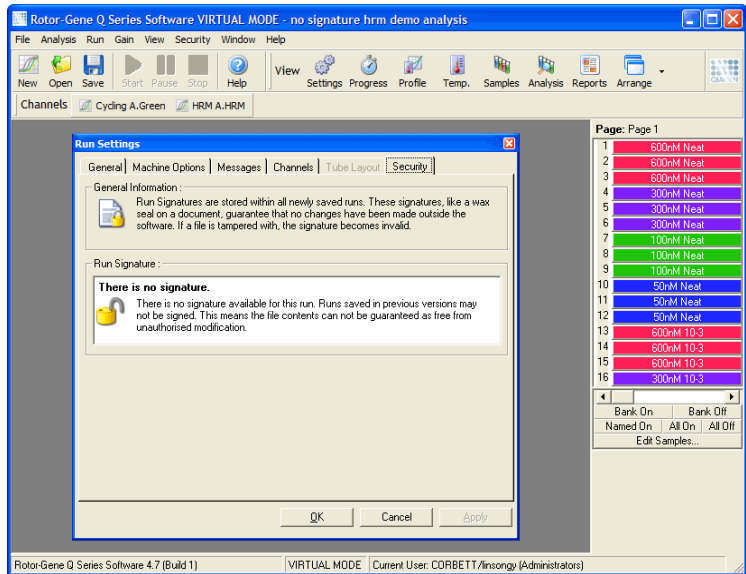 Rotor-Gene Q Series Software VIRTUAL MODE - no signature hrm demo analysis
File Analysis Run Gain View Security Window Help
New Open Save Start Pause Stop Help View Settings Progress Profile Temp. Samples Analysis Reports Arrange
Channels Cycling A.Green HRM A.HRM
Page: Page 1
Run Settings
General Machine Options Messages Channels Tube Layout Security
General Information :
Run Signatures are stored within all newly saved runs. These signatures, like a wax
seal on a document, guarantee that no changes have been made outside the
software. If a file is tampered with, the signature becomes invalid.
Run Signature :
There is no signature.
There is no signature available for this run. Runs saved in previous versions may
not be signed. This means the file contents can not be guaranteed as free from
unauthorised modification.
OK Cancel Apply
1 600nM Neat
2 600nM Neat
3 600nM Neat
4 300nM Neat
5 300nM Neat
6 300nM Neat
7 100nM Neat
8 100nM Neat
9 100nM Neat
10 50nM Neat
11 50nM Neat
12 50nM Neat
13 600nM 10-3
14 600nM 10-3
15 600nM 10-3
16 300nM 10-3
Bank On Bank Off
Named On All On All Off
Edit Samples...
Rotor-Gene Q Series Software 4.7 (Build 1) VIRTUAL MODE Current User: CORBETT/linsongy (Administrators)